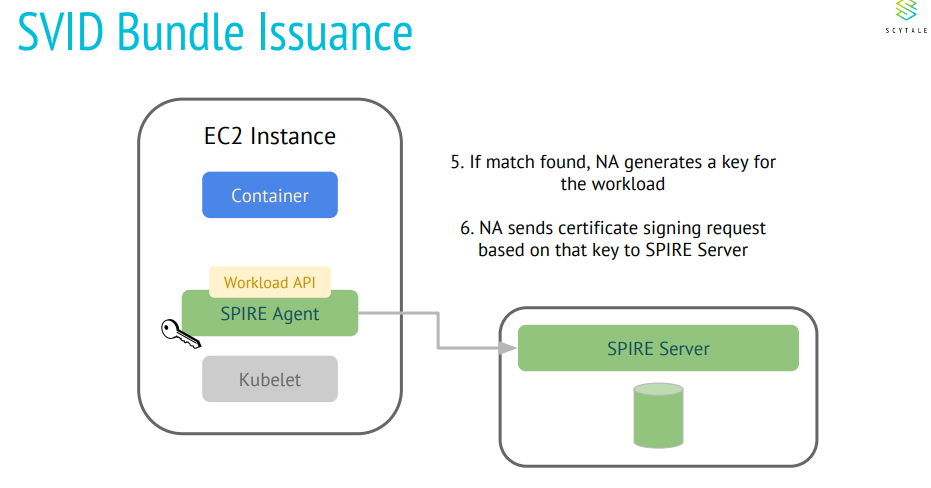 SVID Bundle Issuance
SCYTALE
EC2 Instance
Container
Workload API
SPIRE Agent
Kubelet
5. If match found, NA generates a key for
the workload
6. NA sends certificate signing request
based on that key to SPIRE Server
SPIRE Server